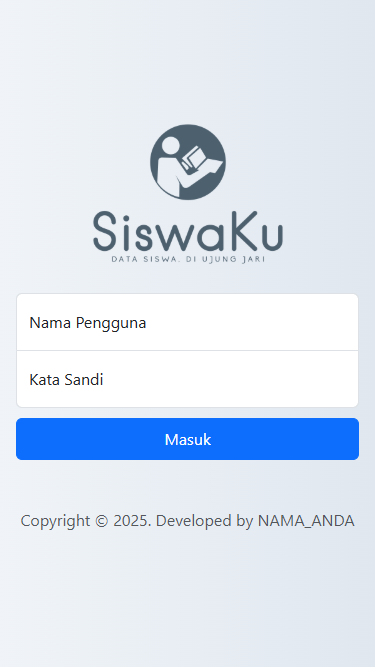 SiswaKu
DATA SISWA. DI UJUNG JARI
Nama Pengguna
Kata Sandi
Masuk
Copyright © 2025. Developed by NAMA_ANDA